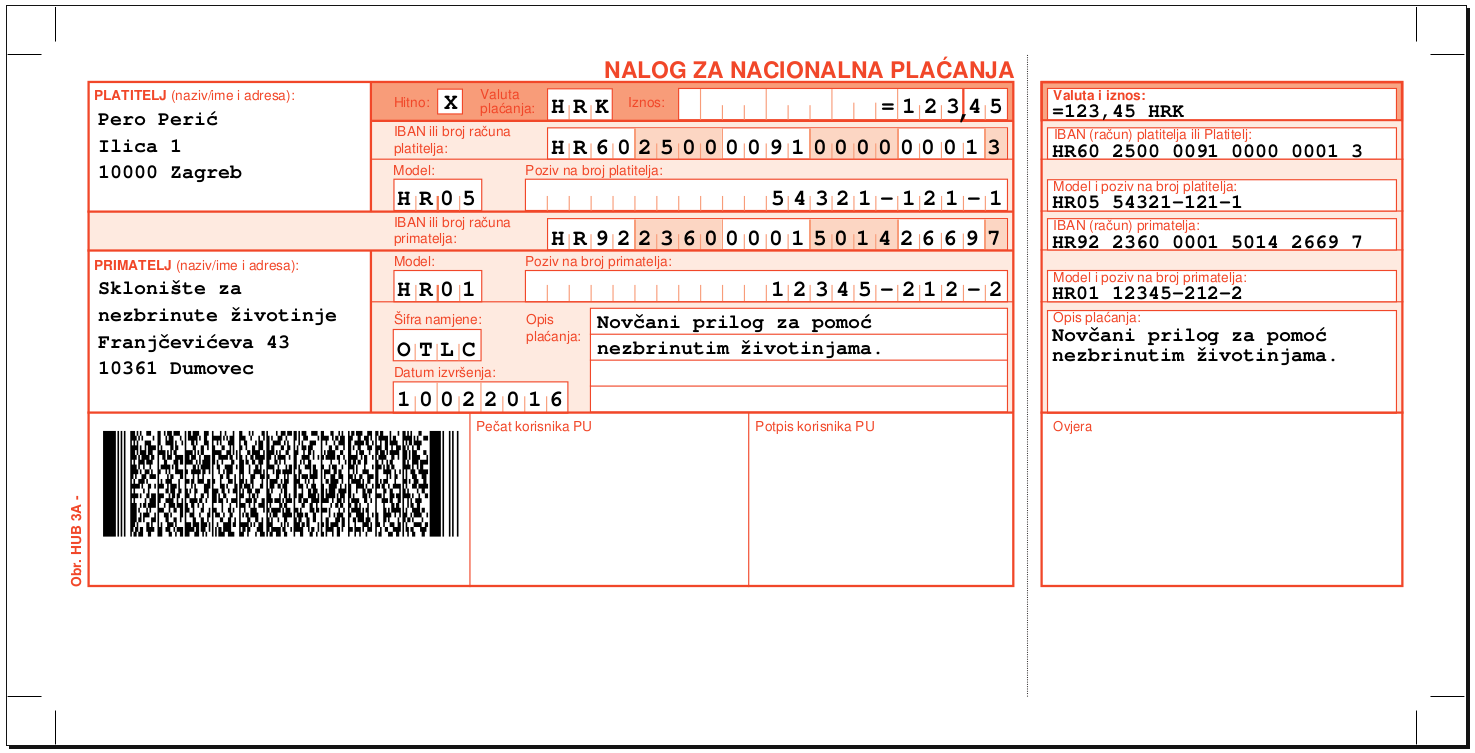 NALOG ZA NACIONALNA PLAĆANJA
PLATITELJ (naziv/ime i adresa):
Pero Perić
Ilica 1
10000 Zagreb
Hitno: X Valuta plaćanja: HRK Iznos: =123,45
IBAN ili broj računa platitelja: HR6025000091000000013
Model: Poziv na broj platitelja:
HR05 54321-121-1
IBAN ili broj računa primatelja: HR9223600001501426697
PRIMATELJ (naziv/ime i adresa):
Sklonište za
nezbrinute životinje
Franjčevićeva 43
10361 Dumovec
Model: Poziv na broj primatelja:
HR01 12345-212-2
Šifra namjene:
OTLC
Opis plaćanja:
Novčani prilog za pomoć
nezbrinutim životinjama.
Datum izvršenja:
10022016
Pečat korisnika PU
Potpis korisnika PU
Obr. HUB 3A -
Valuta i iznos:
=123,45 HRK
IBAN (račun) platitelja ili Platitelj:
HR60 2500 0091 0000 0001 3
Model i poziv na broj platitelja:
HR05 54321-121-1
IBAN (račun) primatelja:
HR92 2360 0001 5014 2669 7
Model i poziv na broj primatelja:
HR01 12345-212-2
Opis plaćanja:
Novčani prilog za pomoć
nezbrinutim životinjama.
Ovjera